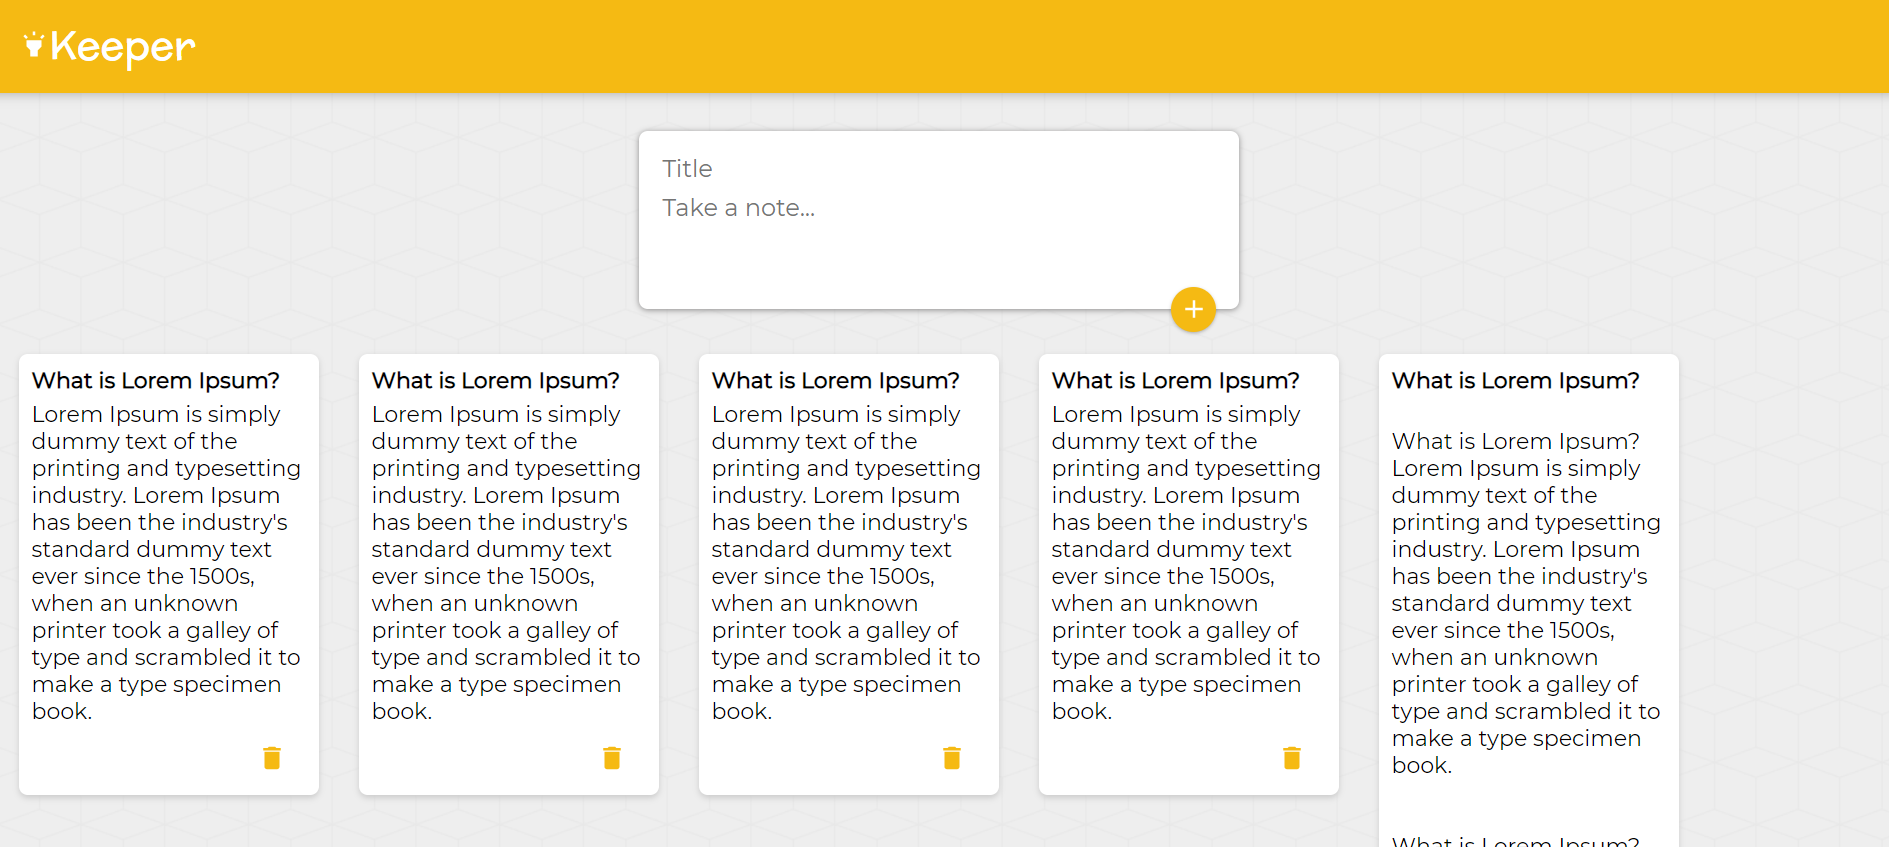 Keeper
Title
Take a note...
What is Lorem Ipsum?
Lorem Ipsum is simply
dummy text of the
printing and typesetting
industry. Lorem Ipsum
has been the industry's
standard dummy text
ever since the 1500s,
when an unknown
printer took a galley of
type and scrambled it to
make a type specimen
book.
What is Lorem Ipsum?
Lorem Ipsum is simply
dummy text of the
printing and typesetting
industry. Lorem Ipsum
has been the industry's
standard dummy text
ever since the 1500s,
when an unknown
printer took a galley of
type and scrambled it to
make a type specimen
book.
What is Lorem Ipsum?
Lorem Ipsum is simply
dummy text of the
printing and typesetting
industry. Lorem Ipsum
has been the industry's
standard dummy text
ever since the 1500s,
when an unknown
printer took a galley of
type and scrambled it to
make a type specimen
book.
What is Lorem Ipsum?
Lorem Ipsum is simply
dummy text of the
printing and typesetting
industry. Lorem Ipsum
has been the industry's
standard dummy text
ever since the 1500s,
when an unknown
printer took a galley of
type and scrambled it to
make a type specimen
book.
What is Lorem Ipsum?
What is Lorem Ipsum?
Lorem Ipsum is simply
dummy text of the
printing and typesetting
industry. Lorem Ipsum
has been the industry's
standard dummy text
ever since the 1500s,
when an unknown
printer took a galley of
type and scrambled it to
make a type specimen
book.
What is Lorem Ipsum?